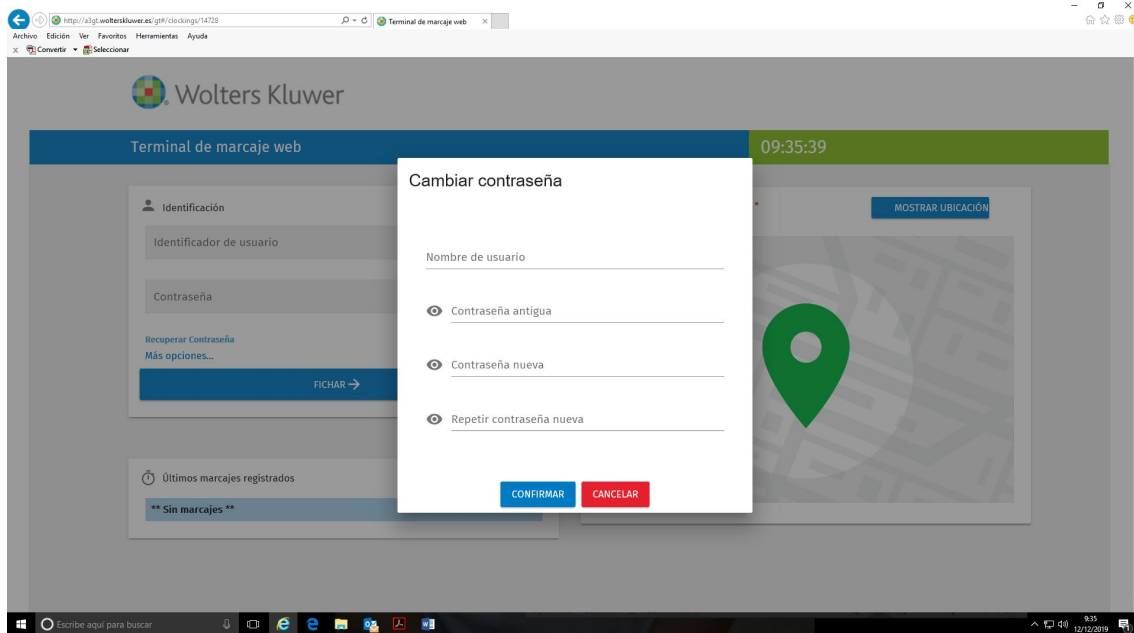 http://a3gt.wolterskluwer.es/gt#/clockings/14728
Terminal de marcaje web
Archivo Edición Ver Favoritos Herramientas Ayuda
x Convertir Seleccionar
Wolters Kluwer
Terminal de marcaje web
09:35:39
Cambiar contraseña
Nombre de usuario
Contraseña antigua
Contraseña nueva
Repetir contraseña nueva
CONFIRMAR
CANCELAR
Identificación
Identificador de usuario
Contraseña
Recuperar Contraseña
Más opciones...
FICHAR
* MOSTRAR UBICACIÓN
Últimos marcajes registrados
** Sin marcajes **
Escribe aquí para buscar
9:35
12/12/2019